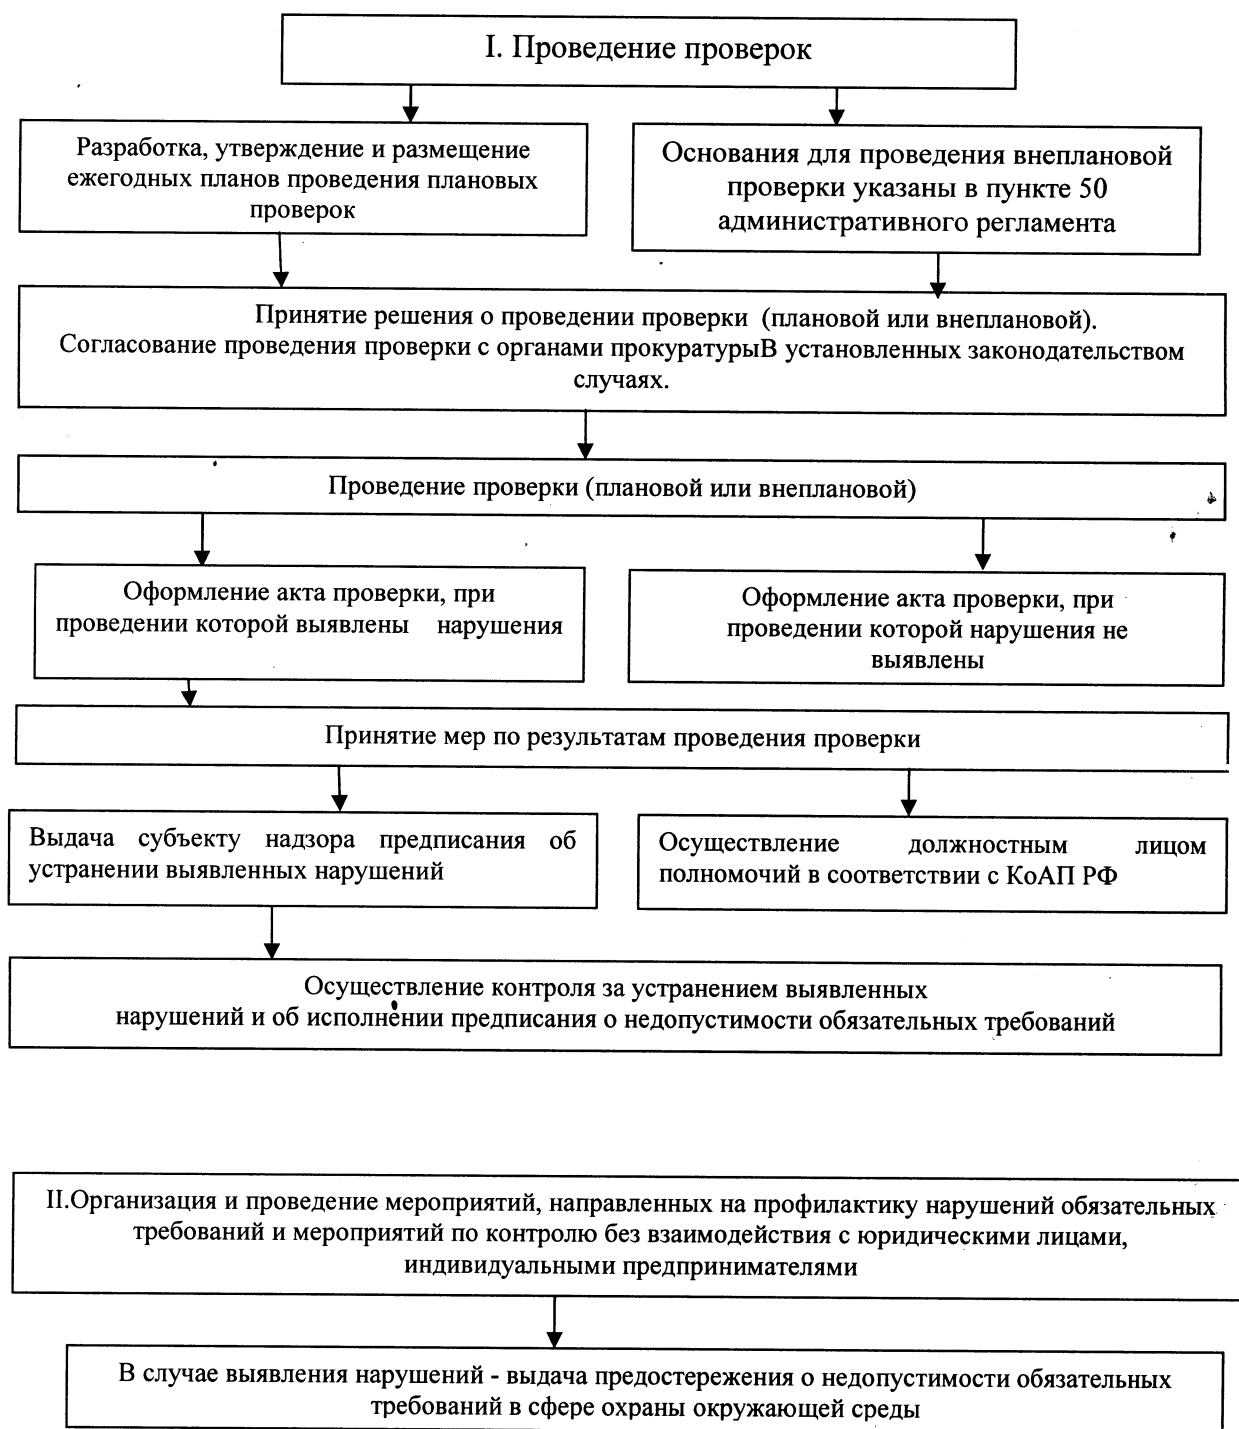 I. Проведение проверок
Разработка, утверждение и размещение
ежегодных планов проведения плановых
проверок
Основания для проведения внеплановой
проверки указаны в пункте 50
административного регламента
Принятие решения о проведении проверки (плановой или внеплановой).
Согласование проведения проверки с органами прокуратурыВ установленных законодательством
случаях.
Проведение проверки (плановой или внеплановой)
Оформление акта проверки, при
проведении которой выявлены нарушения
Оформление акта проверки, при
проведении которой нарушения не
выявлены
Принятие мер по результатам проведения проверки
Выдача субъекту надзора предписания об
устранении выявленных нарушений
Осуществление должностным лицом
полномочий в соответствии с КоАП РФ
Осуществление контроля за устранением выявленных
нарушений и об исполнении предписания о недопустимости обязательных требований
II.Организация и проведение мероприятий, направленных на профилактику нарушений обязательных
требований и мероприятий по контролю без взаимодействия с юридическими лицами,
индивидуальными предпринимателями
В случае выявления нарушений - выдача предостережения о недопустимости обязательных
требований в сфере охраны окружающей среды